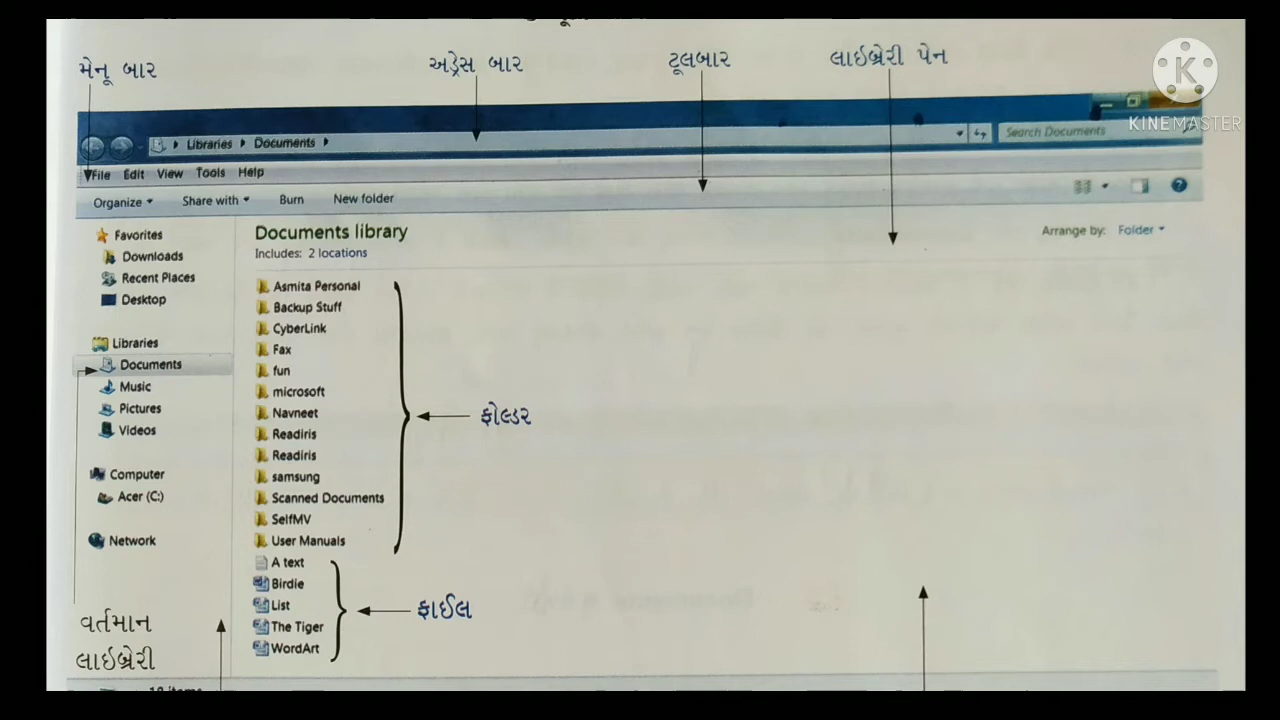 મેનૂ બાર
અડ્રેસ બાર
ટૂલબાર
લાઇબ્રેરી પેન
K
KINEMASTER
Libraries Documents
Search Documents
File Edit View Tools Help
Organize Share with Burn New folder
Favorites
Downloads
Recent Places
Desktop
Libraries
Documents
Music
Pictures
Videos
Computer
Acer (C:)
Network
Documents library
Includes: 2 locations
Arrange by: Folder
Asmita Personal
Backup Stuff
CyberLink
Fax
fun
microsoft
Navneet
Readiris
Readiris
samsung
Scanned Documents
SelfMV
User Manuals
A text
Birdie
List
The Tiger
WordArt
ફોલ્ડર
ફાઈલ
વર્તમાન
લાઇબ્રેરી